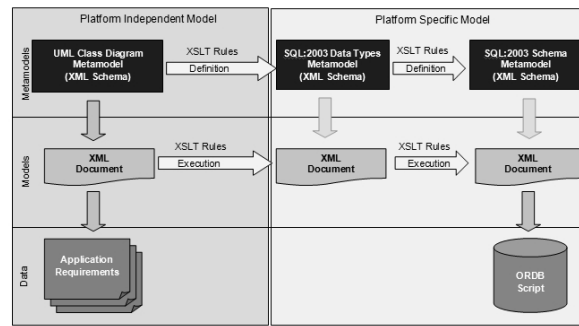 Platform Independent Model
Platform Specific Model
Metamodels
UML Class Diagram
Metamodel
(XML Schema)
XSLT Rules
Definition
SQL:2003 Data Types
Metamodel
(XML Schema)
XSLT Rules
Definition
SQL:2003 Schema
Metamodel
(XML Schema)
Models
XML
Document
XSLT Rules
Execution
XML
Document
XSLT Rules
Execution
XML
Document
Data
Application
Requirements
ORDB
Script